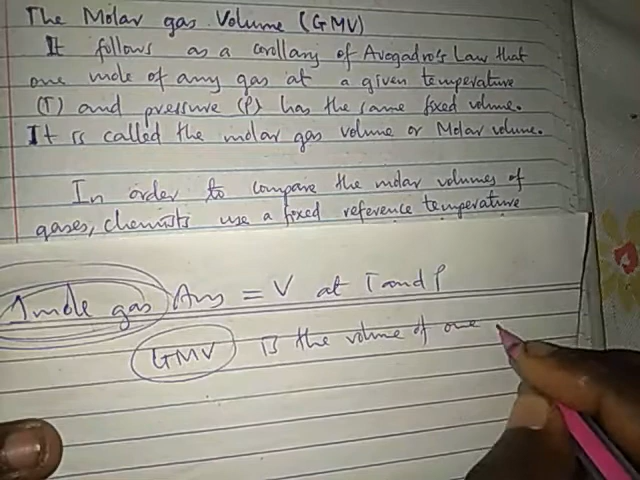 The Molar gas Volume (GMV)
It follows as a corollary of Avogadro's Law that
one mole of any gas at a given temperature
(T) and pressure (P) has the same fixed volume.
It is called the molar gas volume or Molar volume.
In order to compare the molar volumes of
gases, chemists use a fixed reference temperature
1 mole gas = V at T and P
GMV is the volume of one